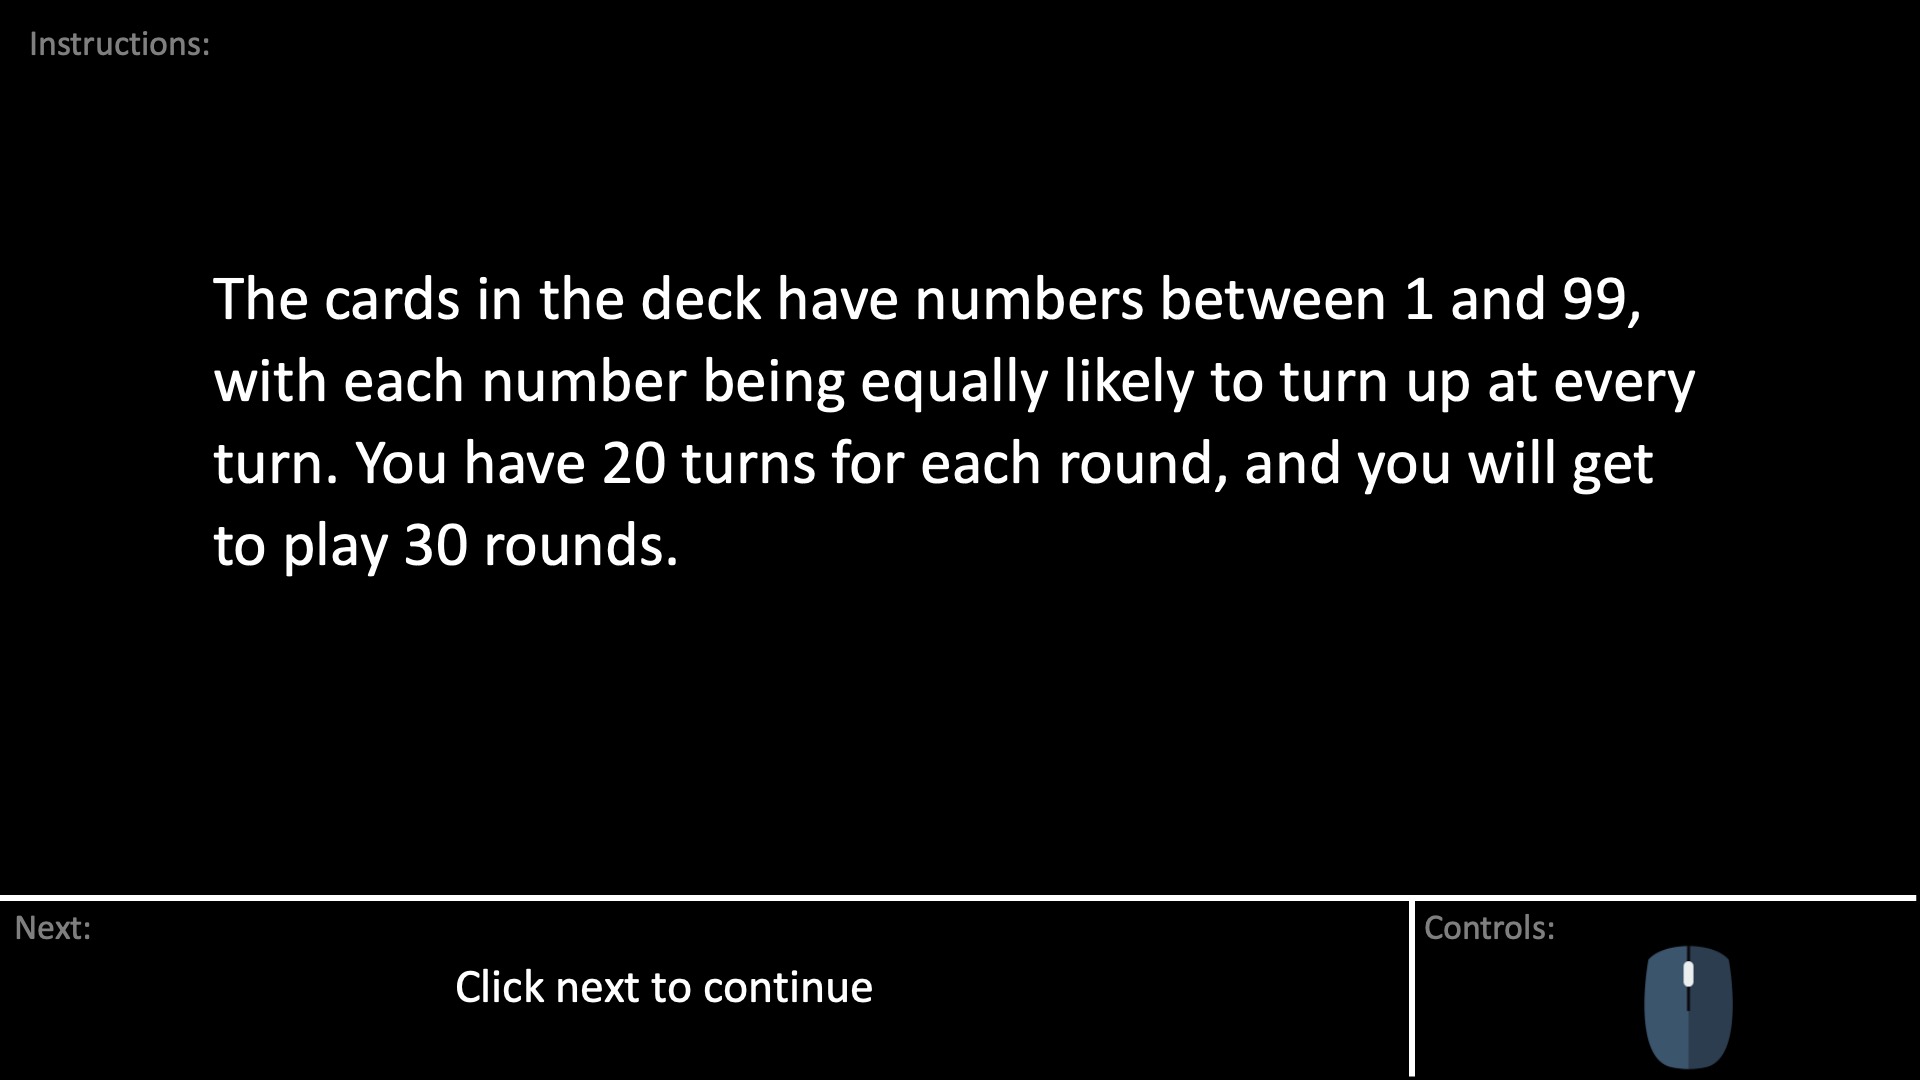 Instructions:
The cards in the deck have numbers between 1 and 99,
with each number being equally likely to turn up at every
turn. You have 20 turns for each round, and you will get
to play 30 rounds.
Next:
Click next to continue
Controls: